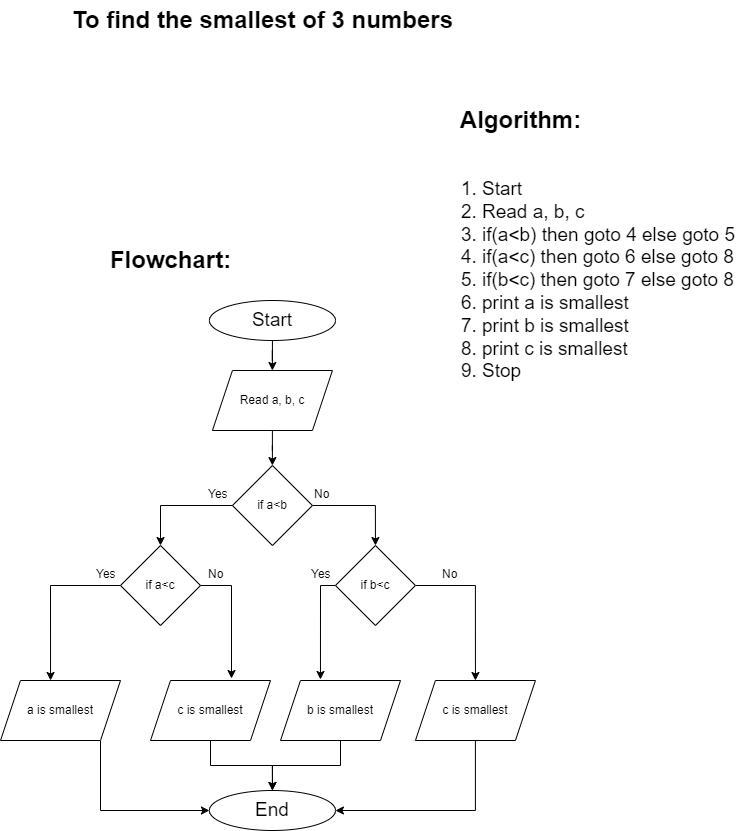 To find the smallest of 3 numbers
Algorithm:
1. Start
2. Read a, b, c
3. if(a<b) then goto 4 else goto 5
4. if(a<c) then goto 6 else goto 8
5. if(b<c) then goto 7 else goto 8
6. print a is smallest
7. print b is smallest
8. print c is smallest
9. Stop
Flowchart:
Start
Read a, b, c
Yes
No
if a<b
Yes
No
Yes
No
if a<c
if b<c
a is smallest
c is smallest
b is smallest
c is smallest
End